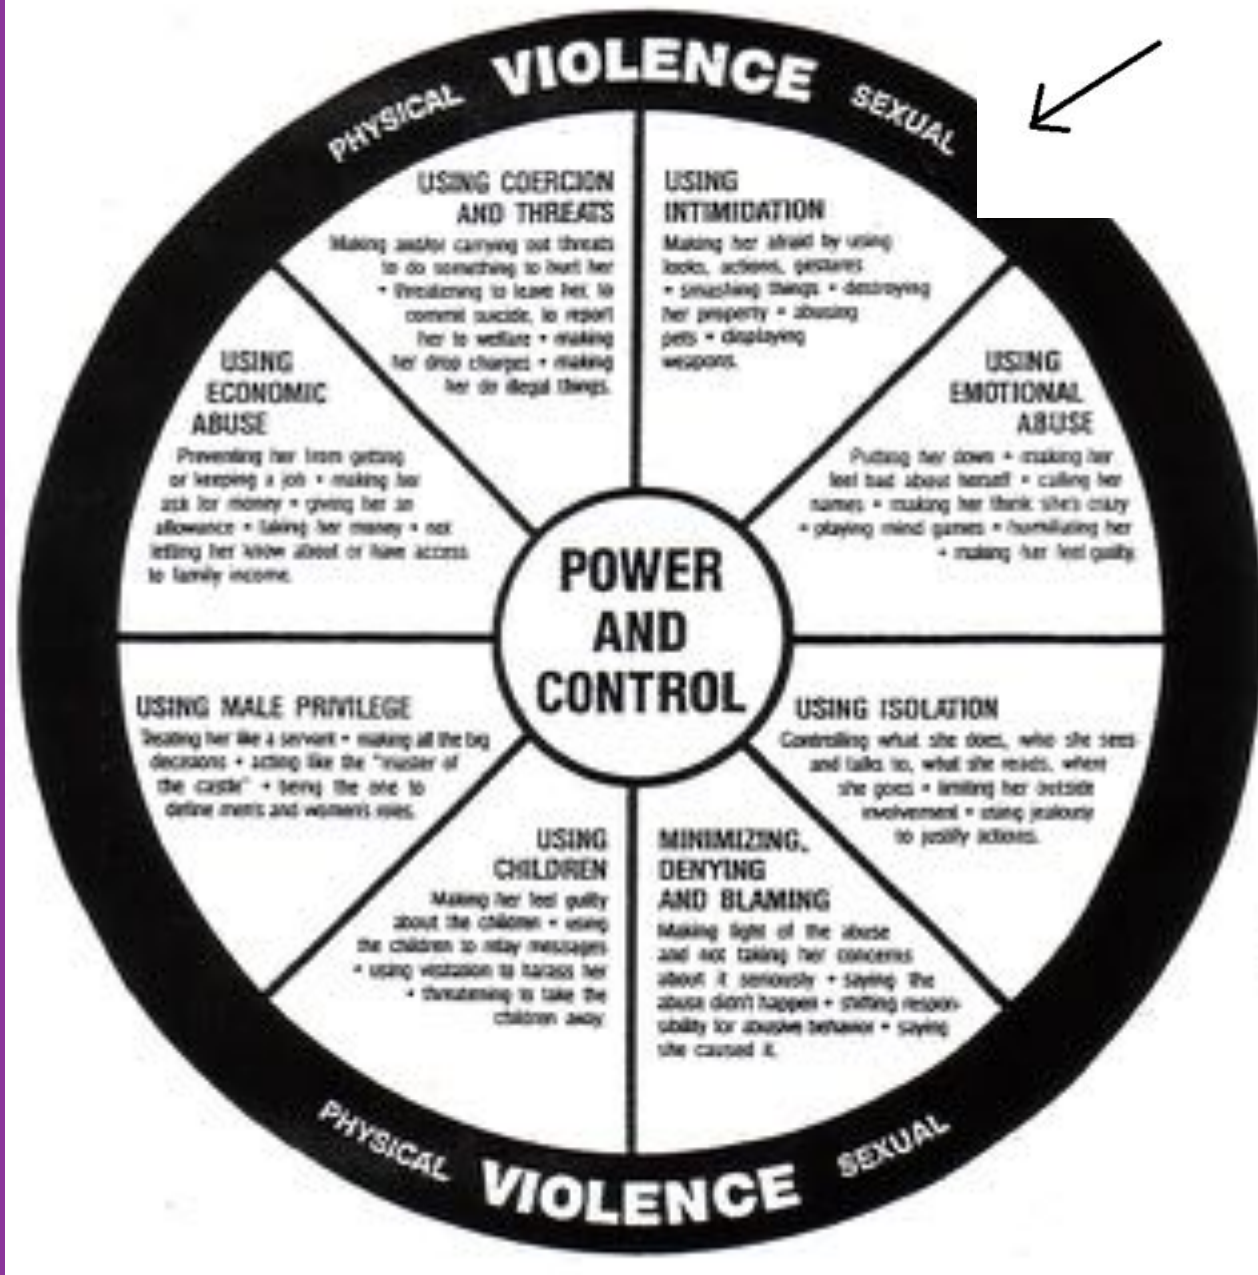 PHYSICAL VIOLENCE SEXUAL
USING COERCION
AND THREATS
Making and/or carrying out threats
to do something to hurt her
• threatening to leave her, to
commit suicide, to report
her to welfare • making
her drop charges • making
her do illegal things.
USING
INTIMIDATION
Making her afraid by using
looks, actions, gestures
• smashing things • destroying
her property • abusing
pets • displaying
weapons.
USING
EMOTIONAL
ABUSE
Putting her down • making her
feel bad about herself • calling her
names • making her think she's crazy
• playing mind games • humiliating her
• making her feel guilty.
USING ISOLATION
Controlling what she does, who she sees
and talks to, what she reads, where
she goes • limiting her outside
involvement • using jealousy
to justify actions.
MINIMIZING,
DENYING
AND BLAMING
Making light of the abuse
and not taking her concerns
about it seriously • saying the
abuse didn't happen • shifting respon-
sibility for abusive behavior • saying
she caused it.
USING
CHILDREN
Making her feel guilty
about the children • using
the children to relay messages
• using visitation to harass her
• threatening to take the
children away.
USING MALE PRIVILEGE
Treating her like a servant • making all the big
decisions • acting like the "master of
the castle" • being the one to
define men's and women's roles.
USING
ECONOMIC
ABUSE
Preventing her from getting
or keeping a job • making her
ask for money • giving her an
allowance • taking her money • not
letting her know about or have access
to family income.
POWER
AND
CONTROL
PHYSICAL VIOLENCE SEXUAL